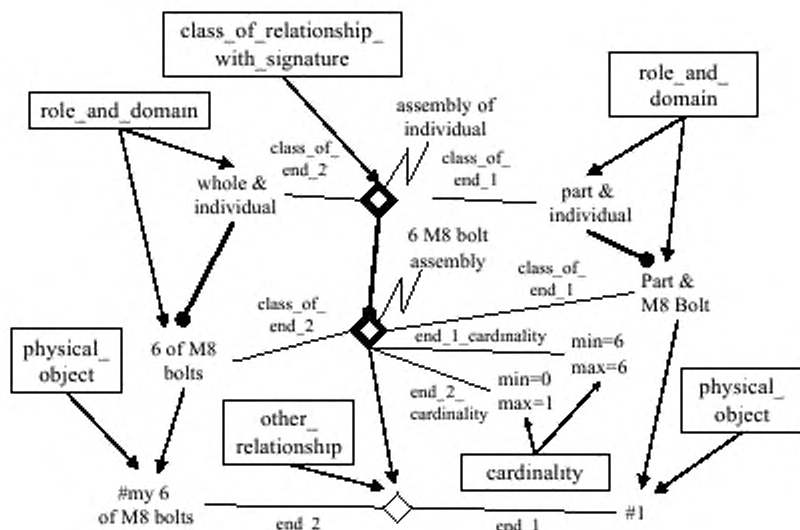 class_of_relationship_
with_signature
role_and_
domain
role_and_domain
assembly of
individual
class_of_
end_2
class_of_
end_1
whole &
individual
part &
individual
6 M8 bolt
assembly
class_of_
end_1
Part &
M8 Bolt
class_of_
end_2
end_1_cardinality
min=6
max=6
physical_
object
6 of M8
bolts
min=0
max=1
end_2_
cardinality
physical_
object
other_
relationship
cardinality
#my 6
of M8 bolts
end_2
end_1
#1